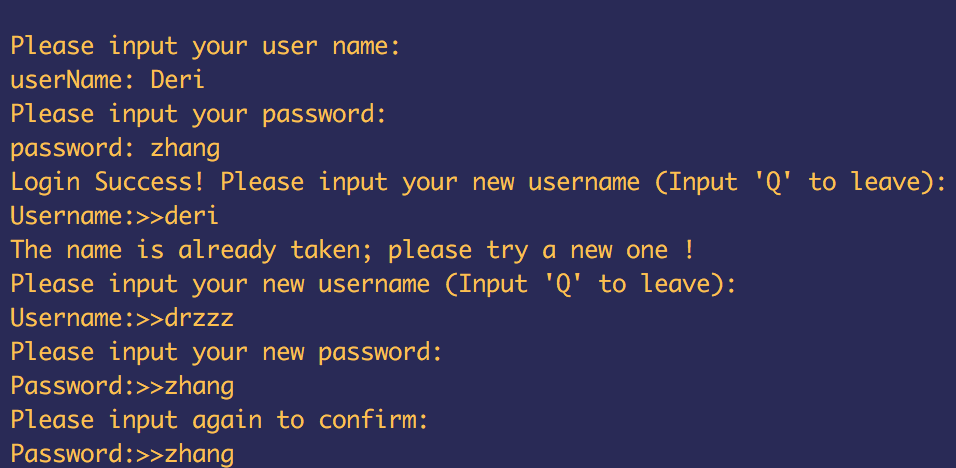 Please input your user name:
userName: Deri
Please input your password:
password: zhang
Login Success! Please input your new username (Input 'Q' to leave):
Username:>>deri
The name is already taken; please try a new one !
Please input your new username (Input 'Q' to leave):
Username:>>drzzz
Please input your new password:
Password:>>zhang
Please input again to confirm:
Password:>>zhang